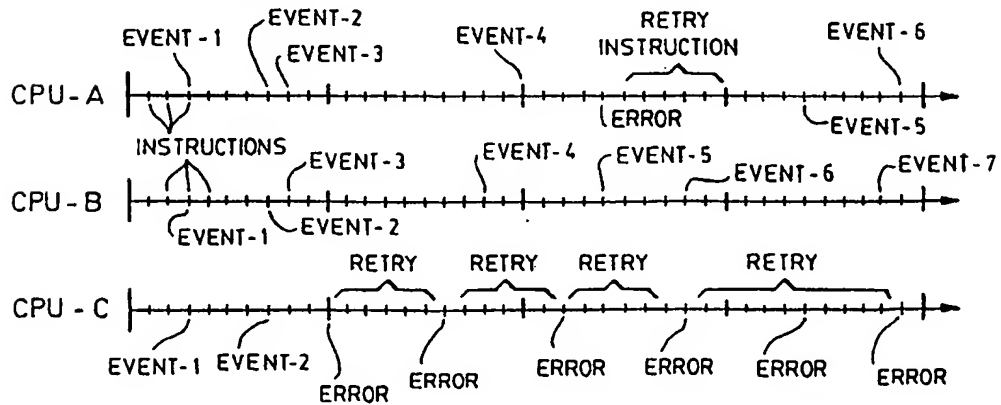 EVENT-1
EVENT-2
EVENT-3
EVENT-4
RETRY
INSTRUCTION
EVENT-6
CPU-A
ERROR
EVENT-5
INSTRUCTIONS
EVENT-3
EVENT-4
EVENT-5
EVENT-6
EVENT-7
CPU-B
EVENT-1
EVENT-2
RETRY
RETRY
RETRY
RETRY
CPU-C
EVENT-1
EVENT-2
ERROR
ERROR
ERROR
ERROR
ERROR
ERROR